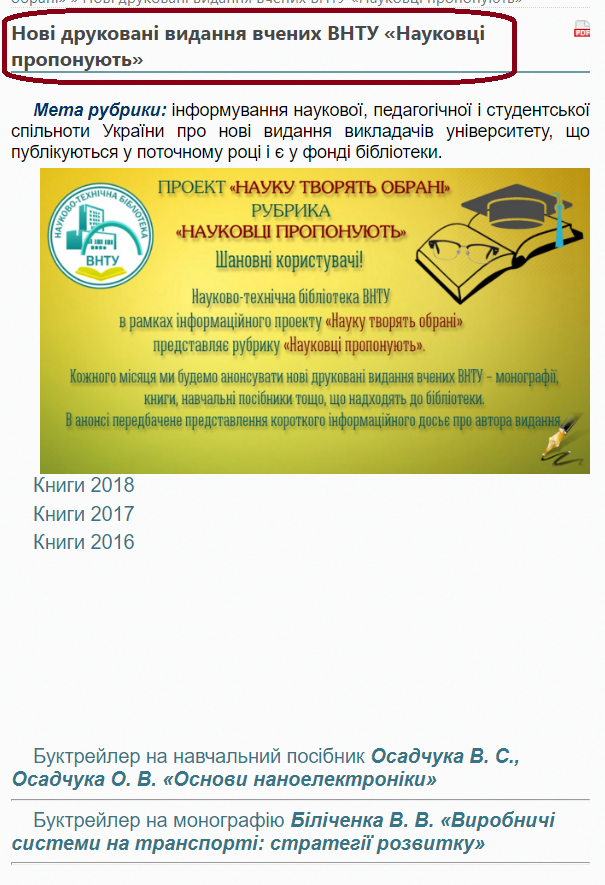 обрані» » Нові друковані видання вчених ВНТУ «Науковці пропонують»
Нові друковані видання вчених ВНТУ «Науковці
пропонують»
PDF
Мета рубрики: інформування наукової, педагогічної і студентської
спільноти України про нові видання викладачів університету, що
публікуються у поточному році і є у фонді бібліотеки.
НАУКОВО-ТЕХНІЧНА БІБЛІОТЕКА
ВНТУ
ПРОЕКТ «НАУКУ ТВОРЯТЬ ОБРАНІ»
РУБРИКА
«НАУКОВЦІ ПРОПОНУЮТЬ»
Шановні користувачі!
Науково-технічна бібліотека ВНТУ
в рамках інформаційного проекту «Науку творять обрані»
представляє рубрику «Науковці пропонують».
Кожного місяця ми будемо анонсувати нові друковані видання вчених ВНТУ – монографії,
книги, навчальні посібники тощо, що надходять до бібліотеки.
В анонсі передбачене представлення короткого інформаційного досьє про автора видання.
Книги 2018
Книги 2017
Книги 2016
Буктрейлер на навчальний посібник Осадчука В. С.,
Осадчука О. В. «Основи наноелектроніки»
Буктрейлер на монографію Біліченка В. В. «Виробничі
системи на транспорті: стратегії розвитку»